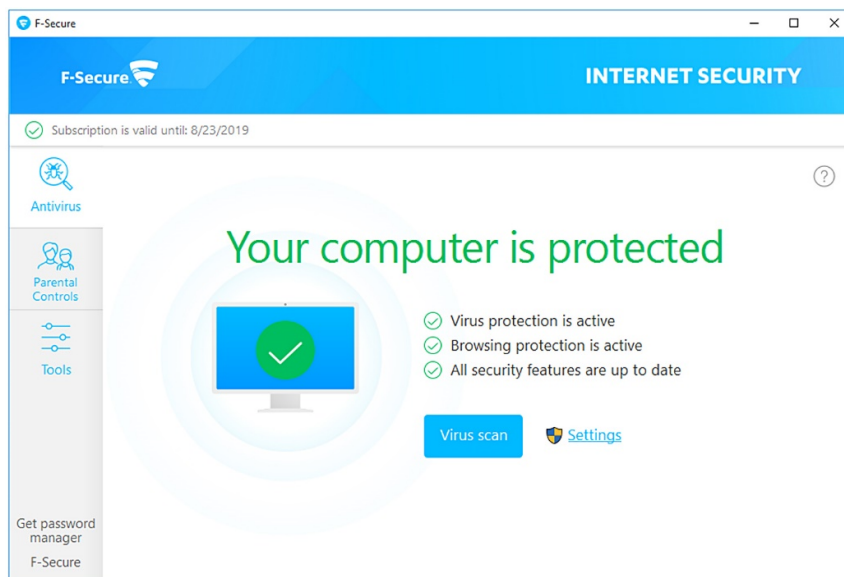 F-Secure
F-Secure
INTERNET SECURITY
Subscription is valid until: 8/23/2019
Antivirus
?
Parental
Controls
Tools
Your computer is protected
Virus protection is active
Browsing protection is active
All security features are up to date
Virus scan
Settings
Get password
manager
F-Secure